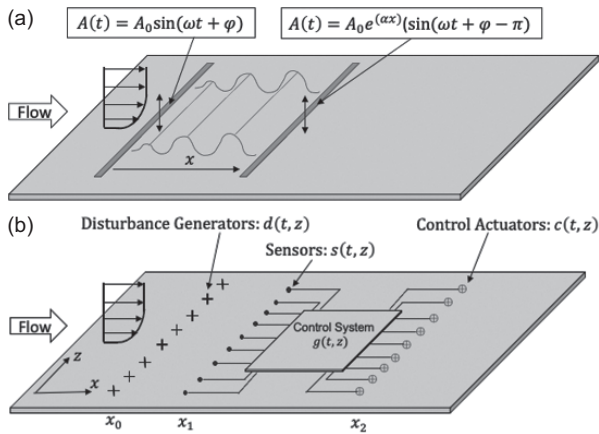 (a)
A(t) = A₀sin(ωt + φ)
A(t) = A₀e^(αx)(sin(ωt + φ − π)
Flow
x
(b)
Disturbance Generators: d(t, z)
Control Actuators: c(t, z)
Sensors: s(t, z)
Control System
g(t, z)
Flow
z
x
x₀
x₁
x₂